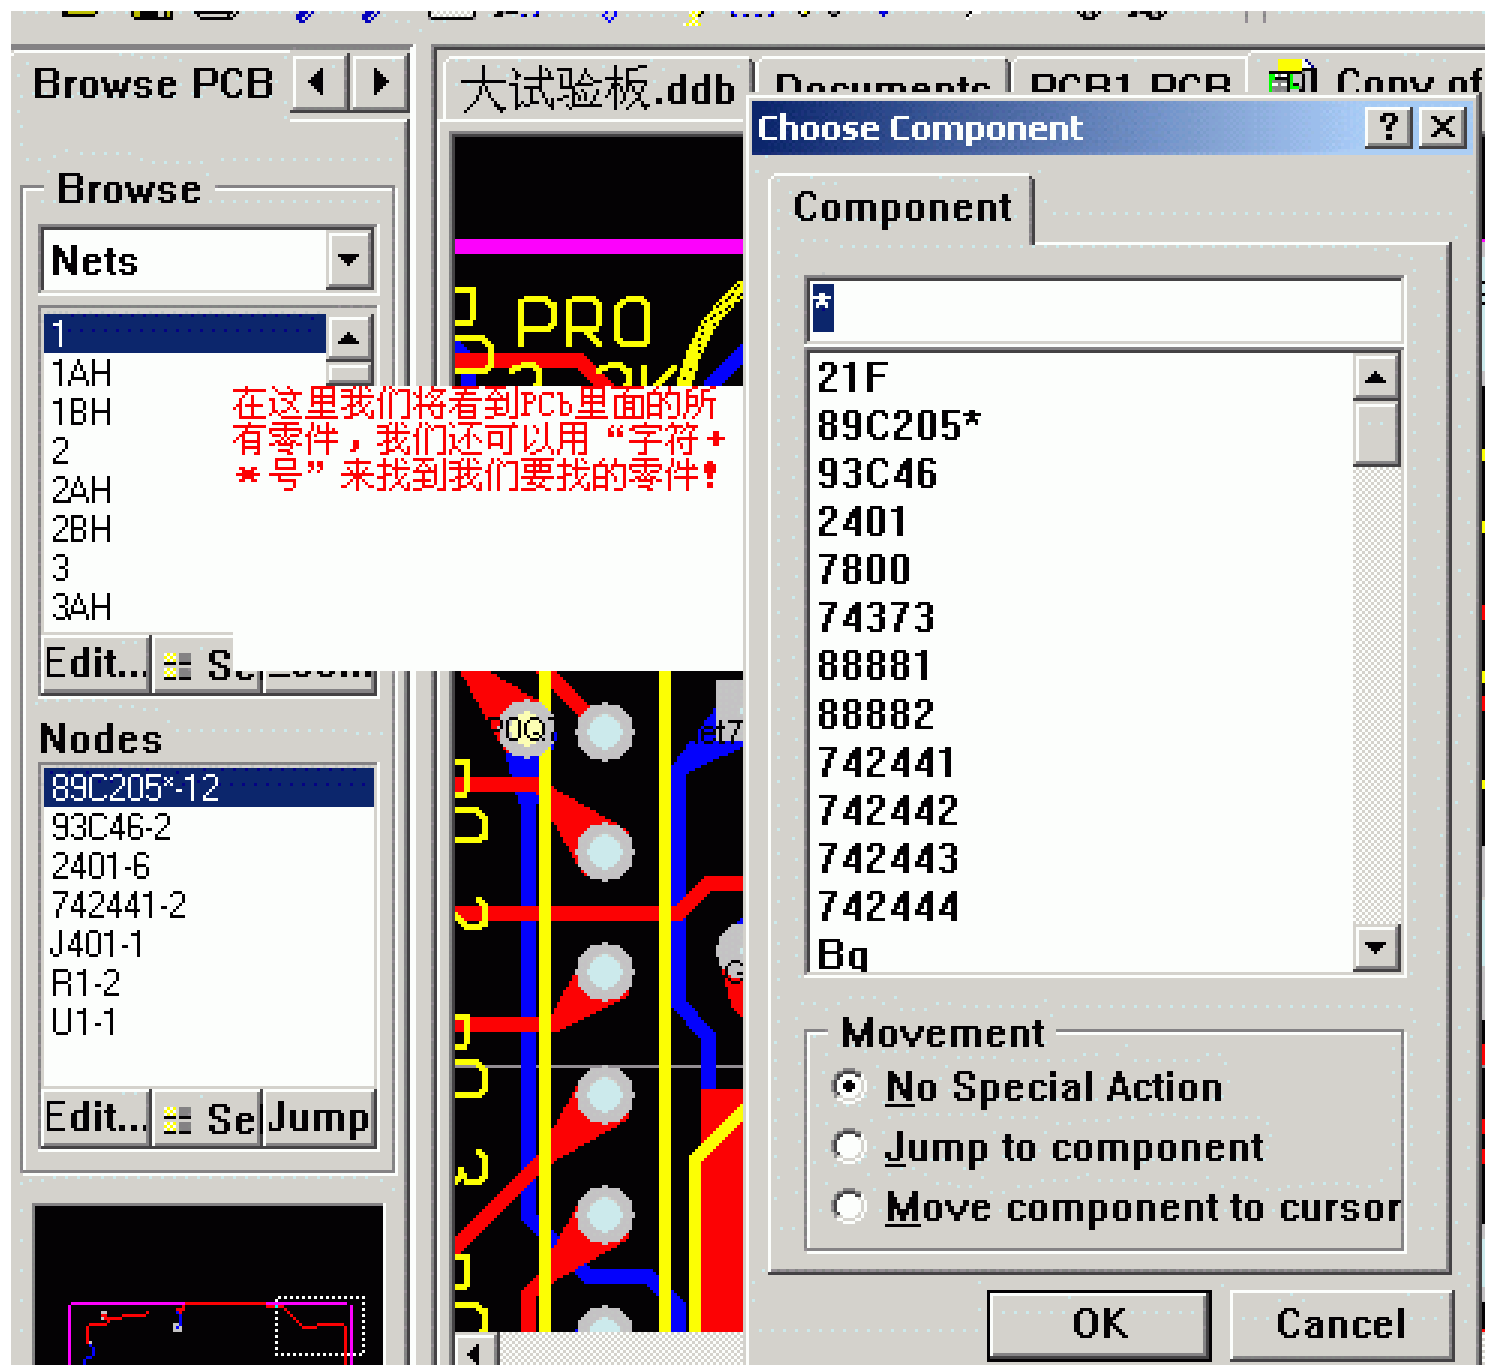 Browse PCB
大试验板.ddb
Documents
PCB1.PCB
Copy of
Choose Component
Browse
Component
Nets
*
1
1AH
1BH
2
2AH
2BH
3
3AH
PRO
在这里我们将看到PCb里面的所
有零件，我们还可以用“字符+
*号”来找到我们要找的零件！
21F
89C205*
93C46
2401
7800
74373
88881
88882
742441
742442
743443
742444
Bq
Edit...
Se
Nodes
89C205*-12
93C46-2
2401-6
742441-2
J401-1
R1-2
U1-1
Edit...
Se
Jump
Movement
No Special Action
Jump to component
Move component to cursor
OK
Cancel